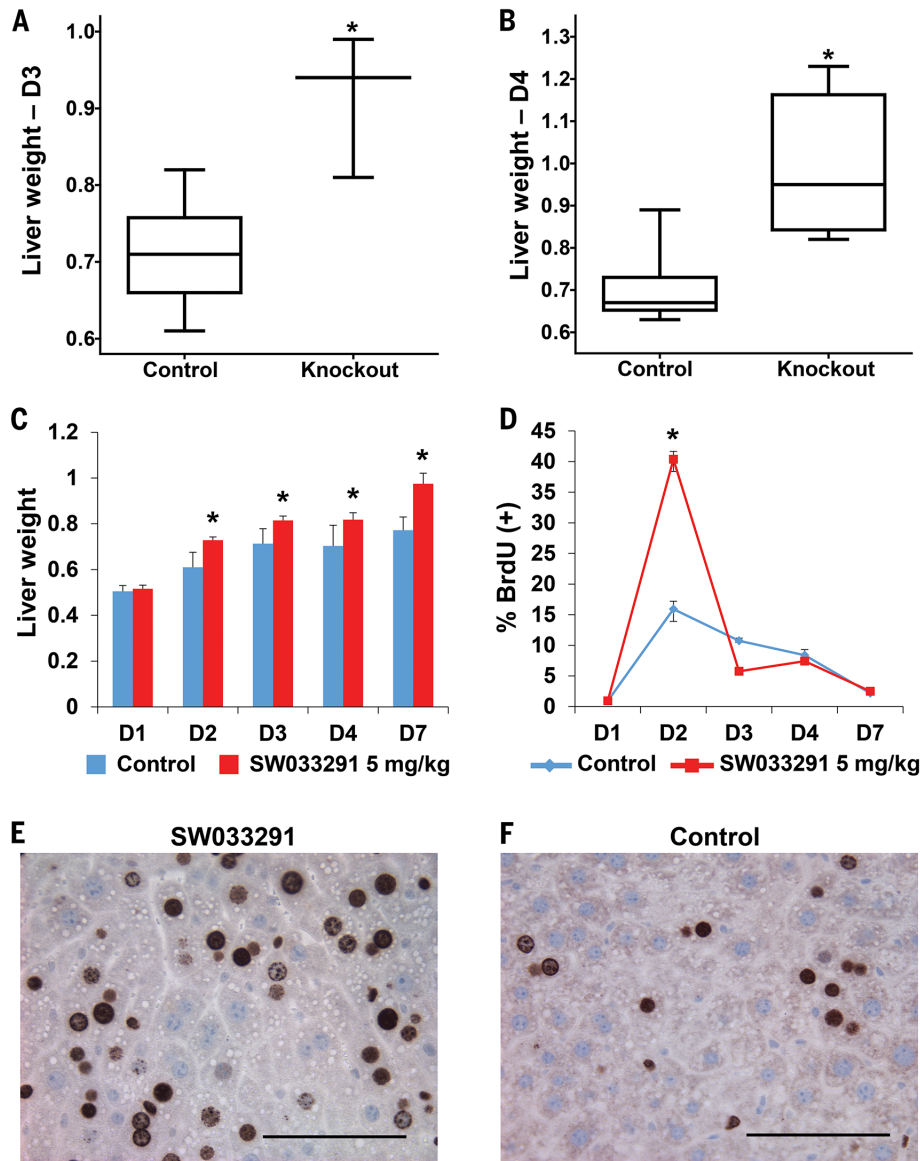 A
Liver weight – D3
1.0
0.9
0.8
0.7
0.6
*
Control Knockout
B
Liver weight – D4
1.3
1.2
1.1
1.0
0.9
0.8
0.7
0.6
*
Control Knockout
C
Liver weight
1.2
1
0.8
0.6
0.4
0.2
0
* * * *
D1 D2 D3 D4 D7
Control SW033291 5 mg/kg
D
% BrdU (+)
45
40
35
30
25
20
15
10
5
0
*
D1 D2 D3 D4 D7
Control SW033291 5 mg/kg
E
SW033291
F
Control